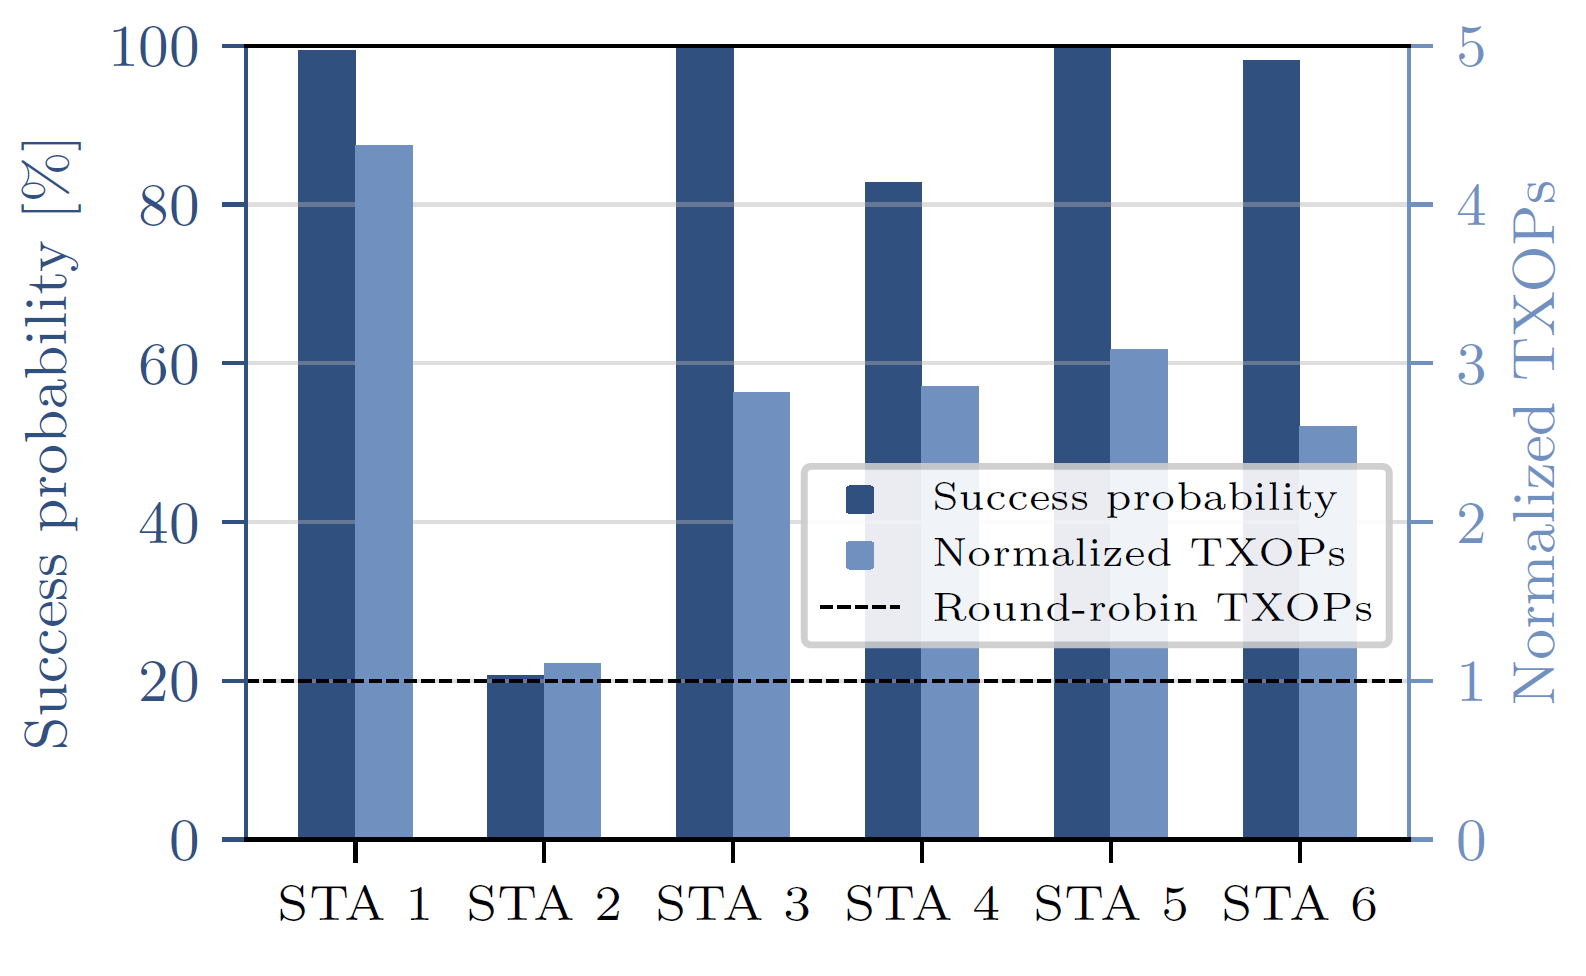 Success probability [%]
100
80
60
40
20
0
5
4
3
2
1
0
Normalized TXOPs
Success probability
Normalized TXOPs
Round-robin TXOPs
STA 1 STA 2 STA 3 STA 4 STA 5 STA 6